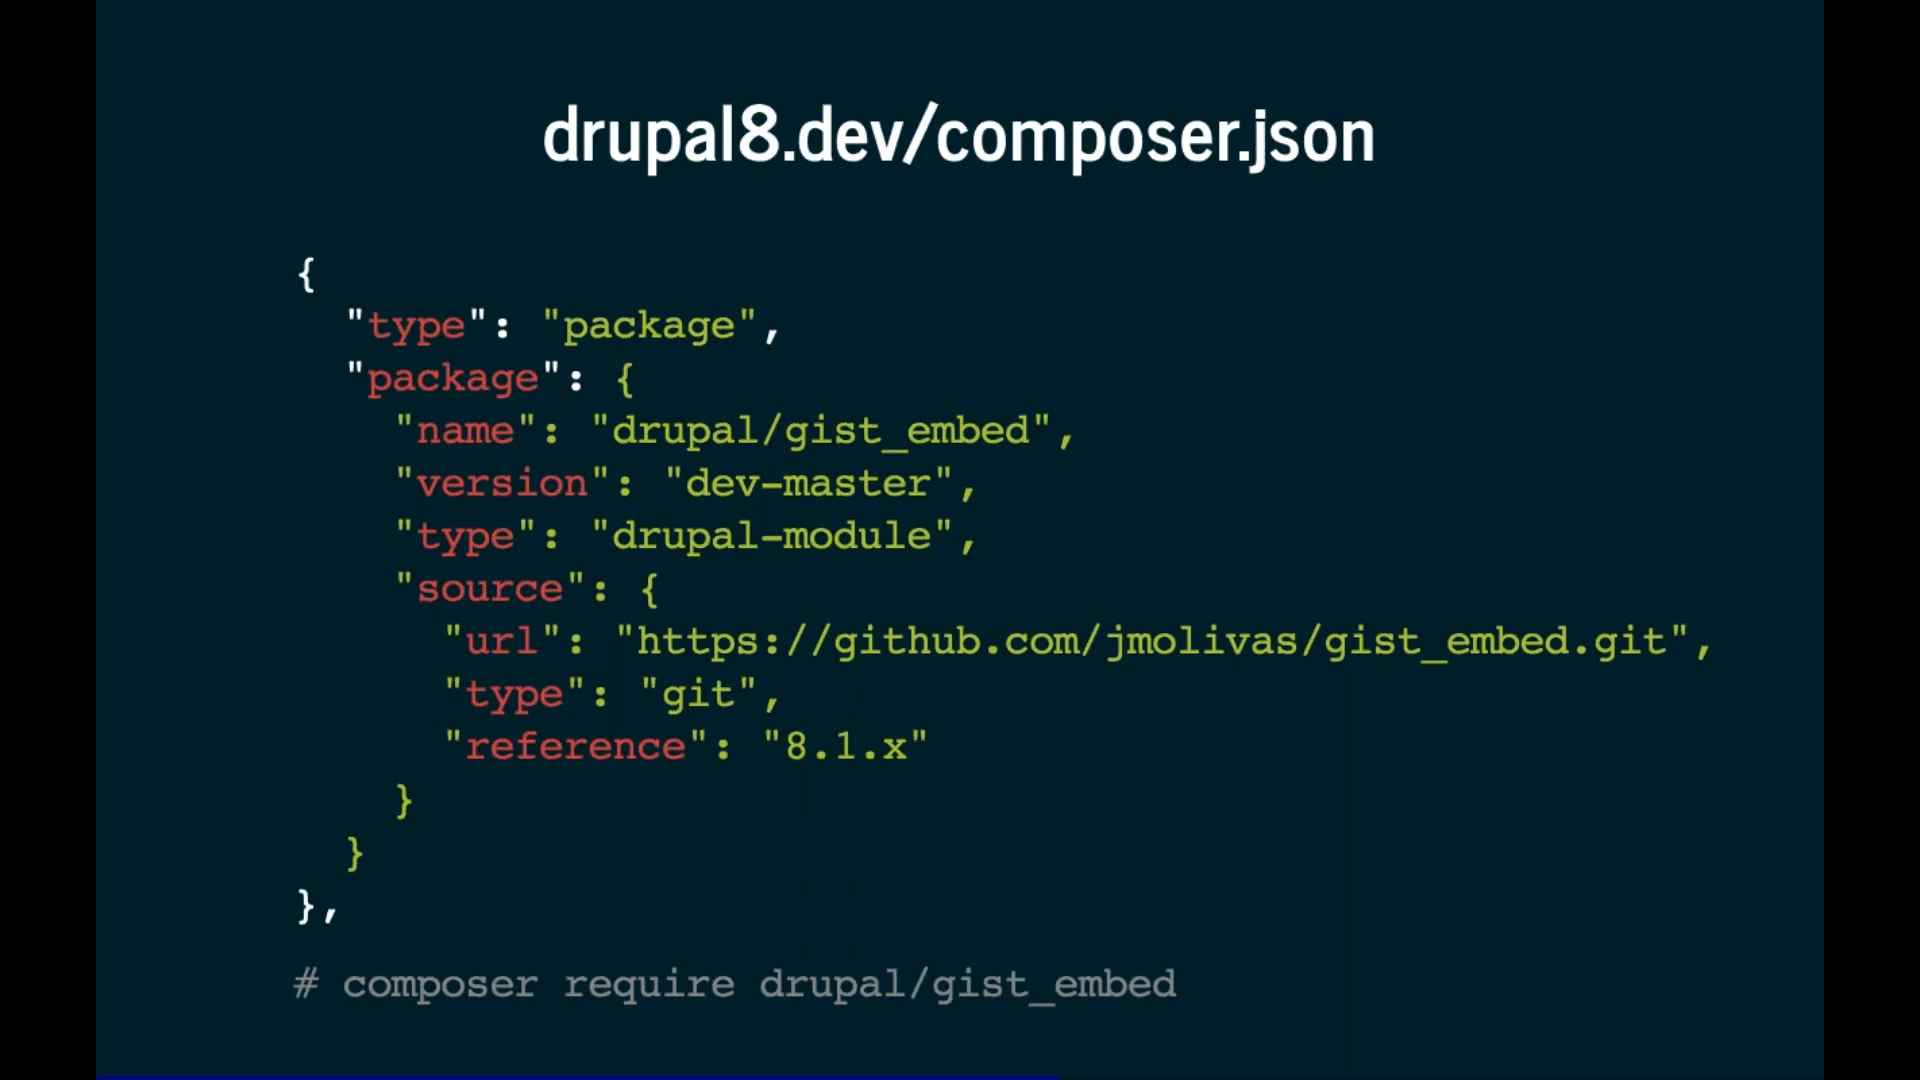 drupal8.dev/composer.json
{
"type": "package",
"package": {
"name": "drupal/gist_embed",
"version": "dev-master",
"type": "drupal-module",
"source": {
"url": "https://github.com/jmolivas/gist_embed.git",
"type": "git",
"reference": "8.1.x"
}
}
},
# composer require drupal/gist_embed